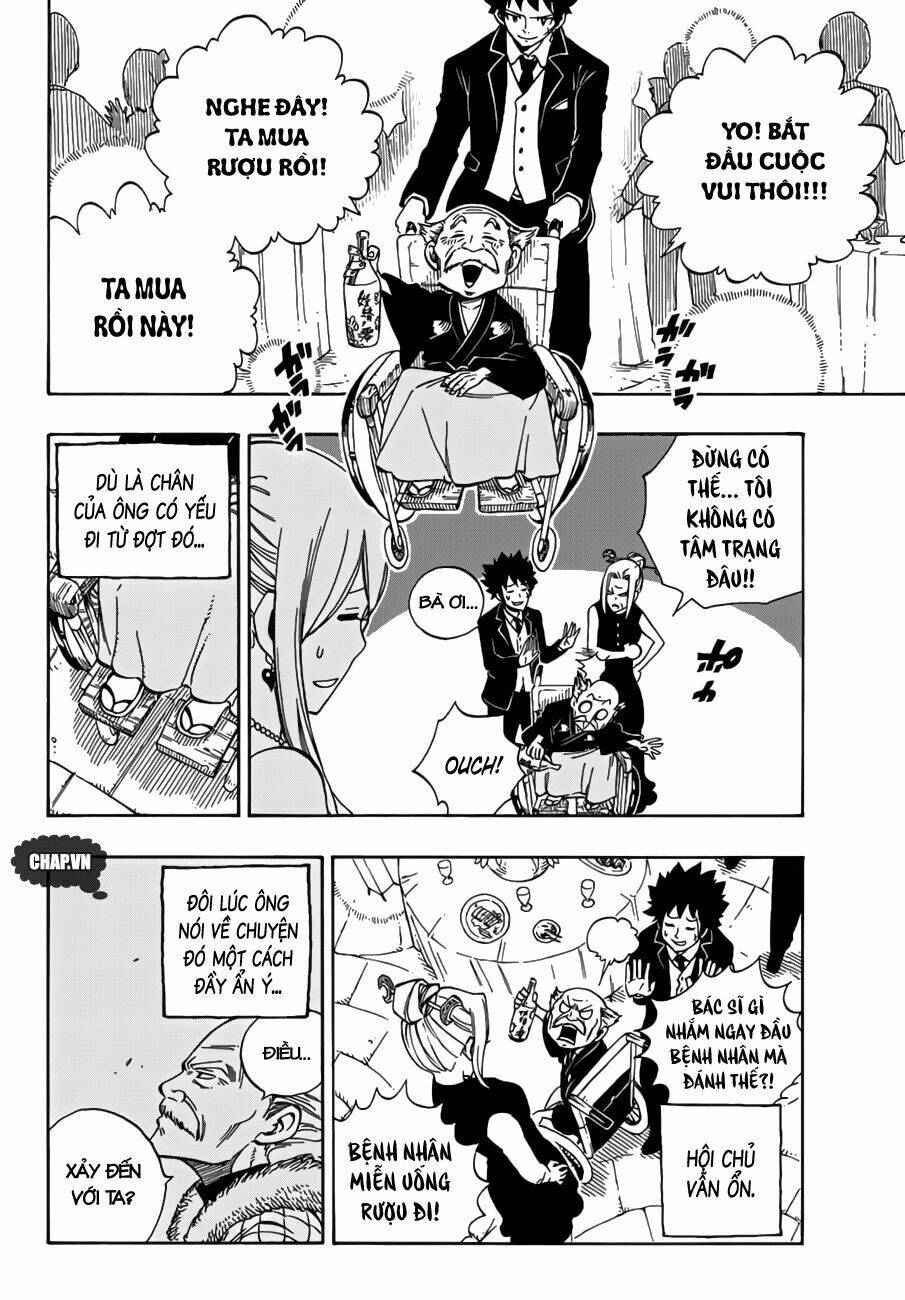 YO! BẮT
ĐẦU CUỘC
VUI THÔI!!!
NGHE ĐÂY!
TA MUA
RƯỢU RỒI!
TA MUA
RỒI NÀY!
ガラ
ガラ
ĐỪNG CÓ
THẾ... TÔI
KHÔNG CÓ
TÂM TRẠNG
ĐÂU!!
BÀ ƠI...
OUCH!
DÙ LÀ CHÂN
CỦA ÔNG CÓ YẾU
ĐI TỪ ĐỢT ĐÓ...
CHAP.VN
BÁC SĨ GÌ
NHẮM NGAY ĐẦU
BỆNH NHÂN MÀ
ĐÁNH THẾ?!
BỆNH NHÂN
MIỄN UỐNG
RƯỢU ĐI!
HỘI CHỦ
VẪN ỔN.
ĐÔI LÚC ÔNG
NÓI VỀ CHUYỆN
ĐÓ MỘT CÁCH
ĐẦY ẨN Ý...
ĐIỀU...
XẢY ĐẾN
VỚI TA?